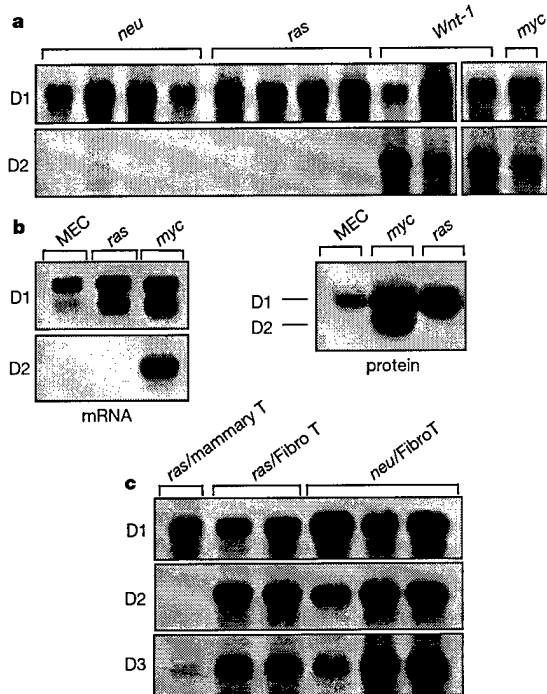 a
neu ras Wnt-1 myc
D1
D2
b
MEC ras myc
D1
D2
mRNA
MEC myc ras
D1
D2
protein
c
ras/mammary T ras/Fibro T neu/FibroT
D1
D2
D3